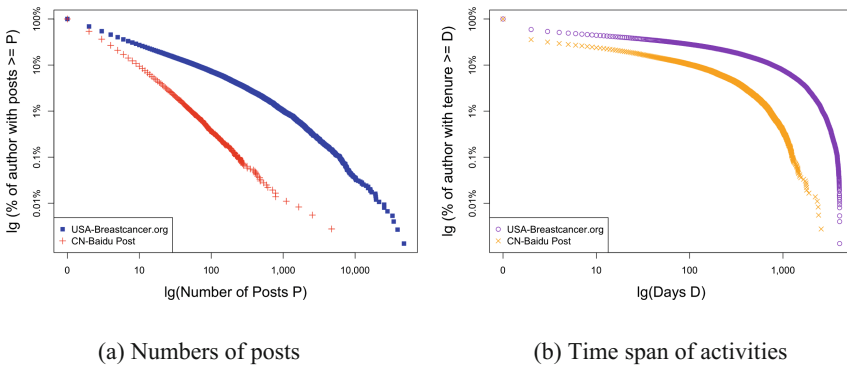 lg (% of author with posts >= P)
100%
10%
1%
0.1%
0.01%
USA-Breastcancer.org
CN-Baidu Post
0
10
100
1,000
10,000
lg(Number of Posts P)
(a) Numbers of posts
lg (% of author with tenure >= D)
100%
10%
1%
0.1%
0.01%
USA-Breastcancer.org
CN-Baidu Post
0
10
100
1,000
lg(Days D)
(b) Time span of activities